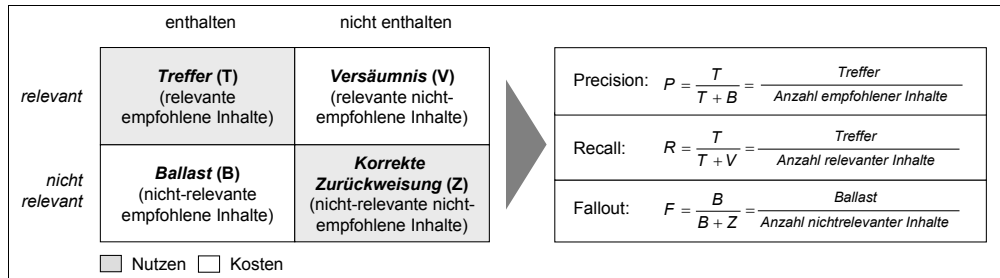 enthalten
nicht enthalten
relevant
Treffer (T)
(relevante
empfohlene Inhalte)
Versäumnis (V)
(relevante nicht-
empfohlene Inhalte)
nicht
relevant
Ballast (B)
(nicht-relevante
empfohlene Inhalte)
Korrekte
Zurückweisung (Z)
(nicht-relevante nicht-
empfohlene Inhalte)
Nutzen
Kosten
Precision: P = T / (T + B) = Treffer / Anzahl empfohlener Inhalte
Recall: R = T / (T + V) = Treffer / Anzahl relevanter Inhalte
Fallout: F = B / (B + Z) = Ballast / Anzahl nichtrelevanter Inhalte